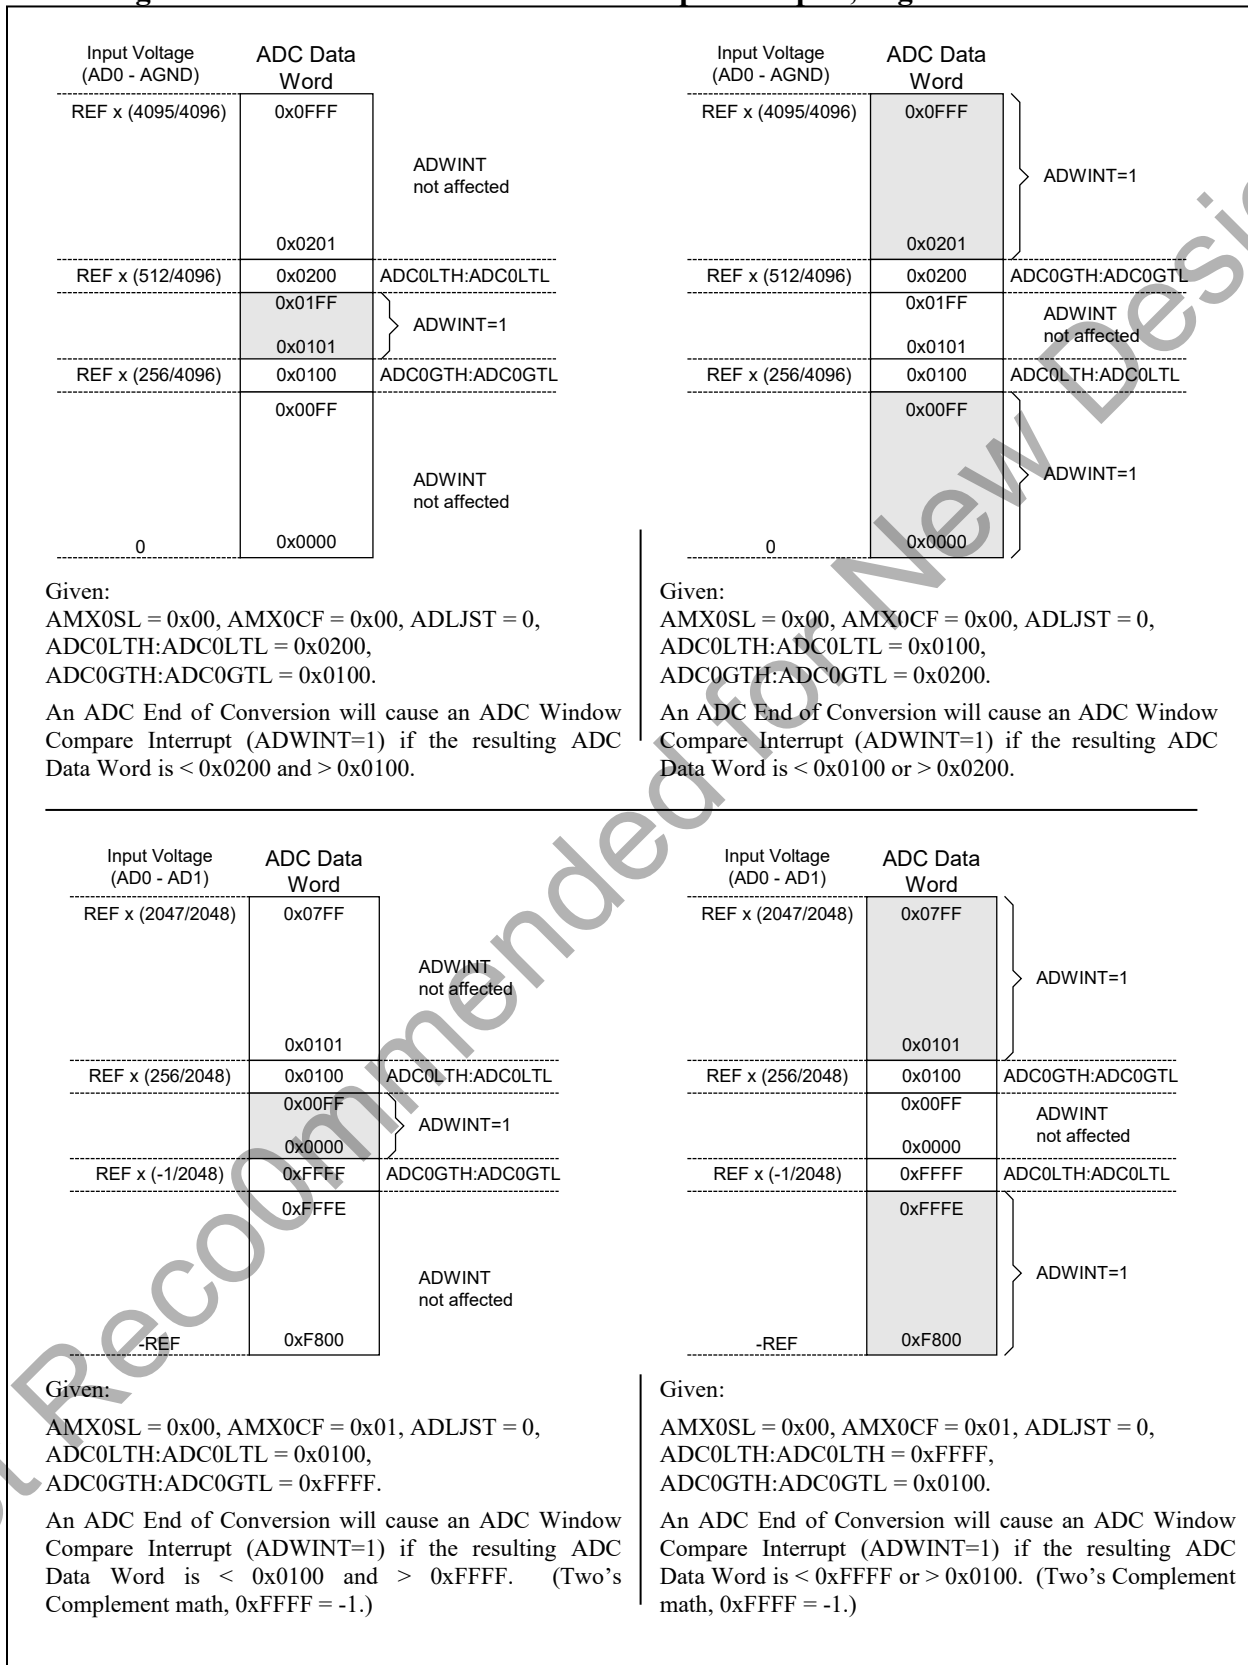 Input Voltage
(AD0 - AGND)
ADC Data
Word
REF x (4095/4096)
0x0FFF
ADWINT
not affected
0x0201
REF x (512/4096)
0x0200
ADC0LTH:ADC0LTL
0x01FF
ADWINT=1
0x0101
REF x (256/4096)
0x0100
ADC0GTH:ADC0GTL
0x00FF
ADWINT
not affected
0
0x0000
Given:
AMX0SL = 0x00, AMX0CF = 0x00, ADLJST = 0,
ADC0LTH:ADC0LTL = 0x0200,
ADC0GTH:ADC0GTL = 0x0100.
An ADC End of Conversion will cause an ADC Window
Compare Interrupt (ADWINT=1) if the resulting ADC
Data Word is < 0x0200 and > 0x0100.
Input Voltage
(AD0 - AGND)
ADC Data
Word
REF x (4095/4096)
0x0FFF
ADWINT=1
0x0201
REF x (512/4096)
0x0200
ADC0GTH:ADC0GTL
0x01FF
ADWINT
not affected
0x0101
REF x (256/4096)
0x0100
ADC0LTH:ADC0LTL
0x00FF
ADWINT=1
0
0x0000
Given:
AMX0SL = 0x00, AMX0CF = 0x00, ADLJST = 0,
ADC0LTH:ADC0LTL = 0x0100,
ADC0GTH:ADC0GTL = 0x0200.
An ADC End of Conversion will cause an ADC Window
Compare Interrupt (ADWINT=1) if the resulting ADC
Data Word is < 0x0100 or > 0x0200.
Input Voltage
(AD0 - AD1)
ADC Data
Word
REF x (2047/2048)
0x07FF
ADWINT
not affected
0x0101
REF x (256/2048)
0x0100
ADC0LTH:ADC0LTL
0x00FF
ADWINT=1
0x0000
REF x (-1/2048)
0xFFFF
ADC0GTH:ADC0GTL
0xFFFE
ADWINT
not affected
-REF
0xF800
Given:
AMX0SL = 0x00, AMX0CF = 0x01, ADLJST = 0,
ADC0LTH:ADC0LTL = 0x0100,
ADC0GTH:ADC0GTL = 0xFFFF.
An ADC End of Conversion will cause an ADC Window
Compare Interrupt (ADWINT=1) if the resulting ADC
Data Word is < 0x0100 and > 0xFFFF. (Two’s
Complement math, 0xFFFF = -1.)
Input Voltage
(AD0 - AD1)
ADC Data
Word
REF x (2047/2048)
0x07FF
ADWINT=1
0x0101
REF x (256/2048)
0x0100
ADC0GTH:ADC0GTL
0x00FF
ADWINT
not affected
0x0000
REF x (-1/2048)
0xFFFF
ADC0LTH:ADC0LTL
0xFFFE
ADWINT=1
-REF
0xF800
Given:
AMX0SL = 0x00, AMX0CF = 0x01, ADLJST = 0,
ADC0LTH:ADC0LTH = 0xFFFF,
ADC0GTH:ADC0GTL = 0x0100.
An ADC End of Conversion will cause an ADC Window
Compare Interrupt (ADWINT=1) if the resulting ADC
Data Word is < 0xFFFF or > 0x0100. (Two’s Complement
math, 0xFFFF = -1.)
Reco0mmended for New